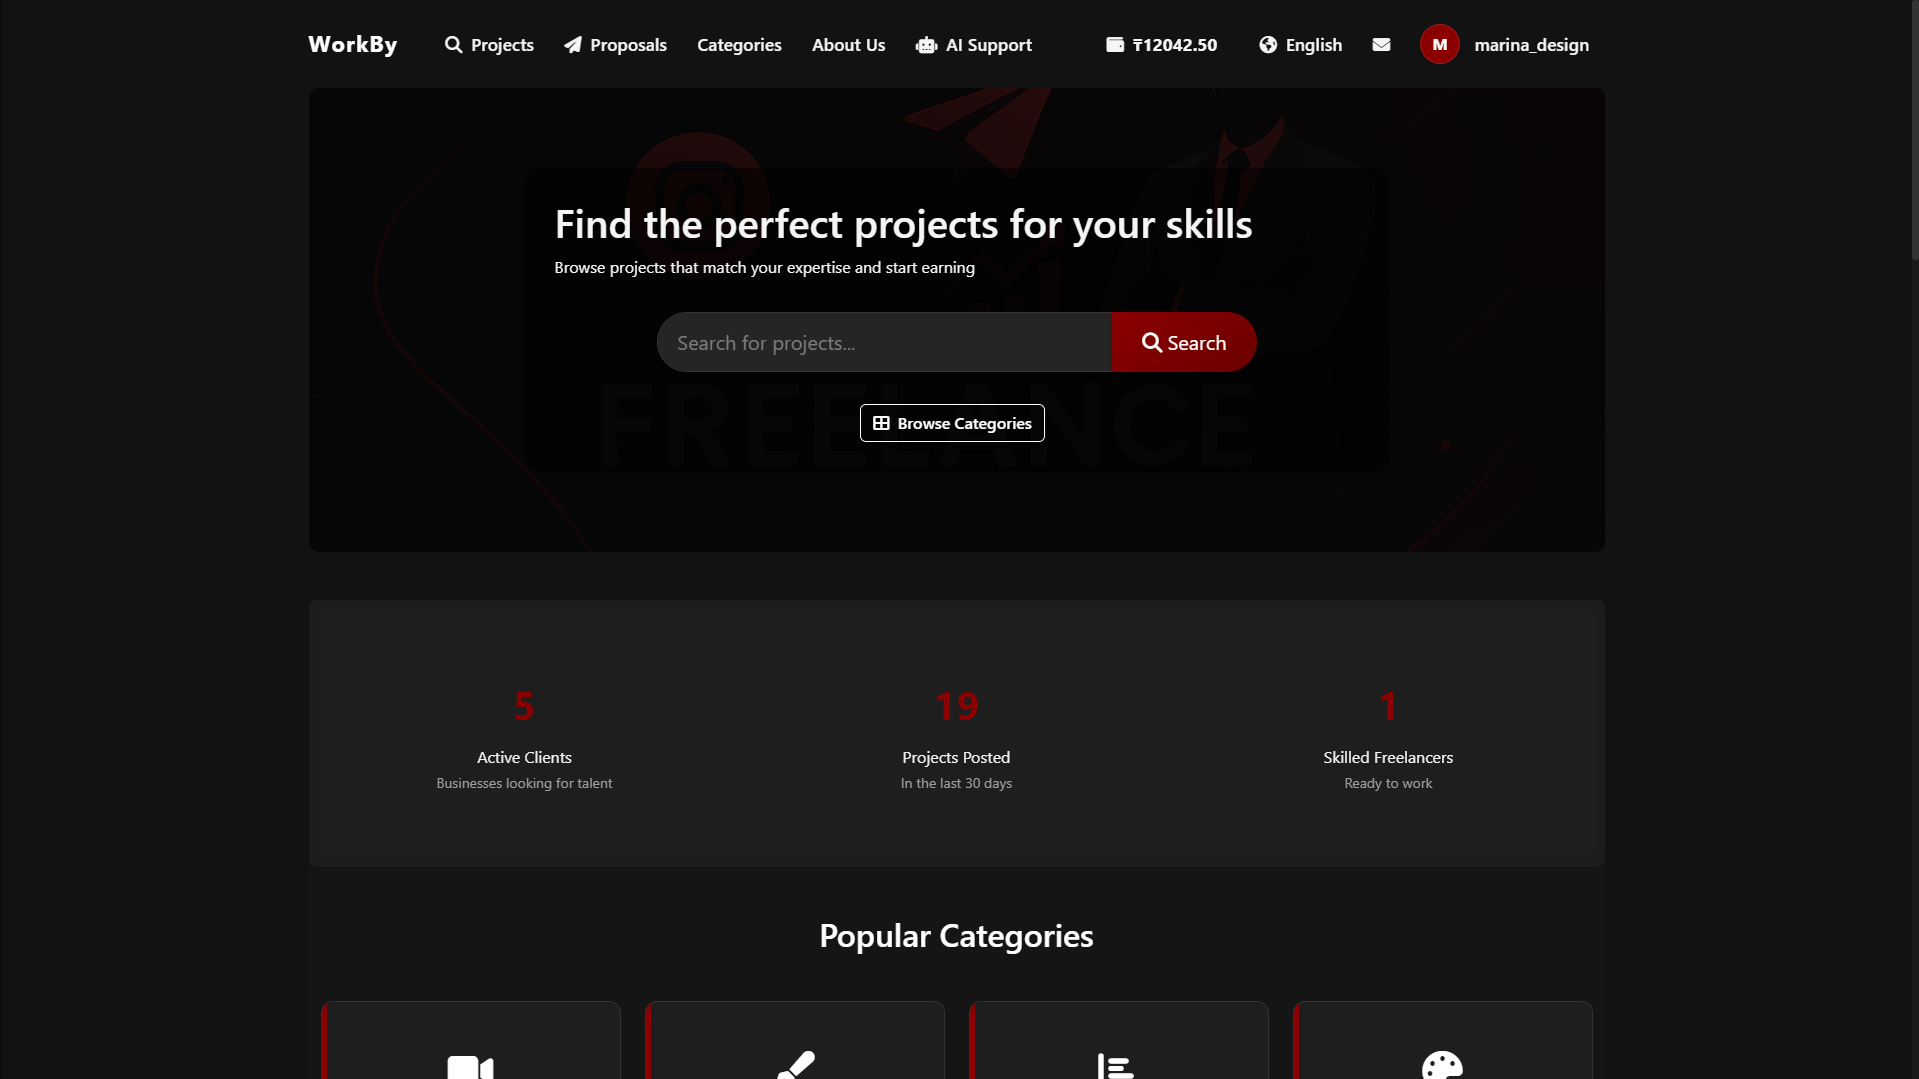 WorkBy
Projects
Proposals
Categories
About Us
AI Support
₸12042.50
English
M
marina_design
Find the perfect projects for your skills
Browse projects that match your expertise and start earning
Search for projects...
Search
FREELANCE
Browse Categories
5
19
1
Active Clients
Projects Posted
Skilled Freelancers
Businesses looking for talent
In the last 30 days
Ready to work
Popular Categories